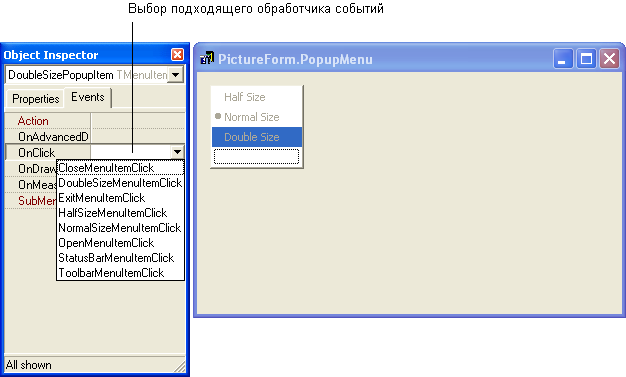 Выбор подходящего обработчика событий
Object Inspector
DoubleSizePopupItem TMenuItem
Properties Events
Action
OnAdvancedD
OnClick
OnDraw
OnMeas
SubMen
CloseMenuItemClick
DoubleSizeMenuItemClick
ExitMenuItemClick
HalfSizeMenuItemClick
NormalSizeMenuItemClick
OpenMenuItemClick
StatusBarMenuItemClick
ToolbarMenuItemClick
All shown
PictureForm.PopupMenu
Half Size
Normal Size
Double Size